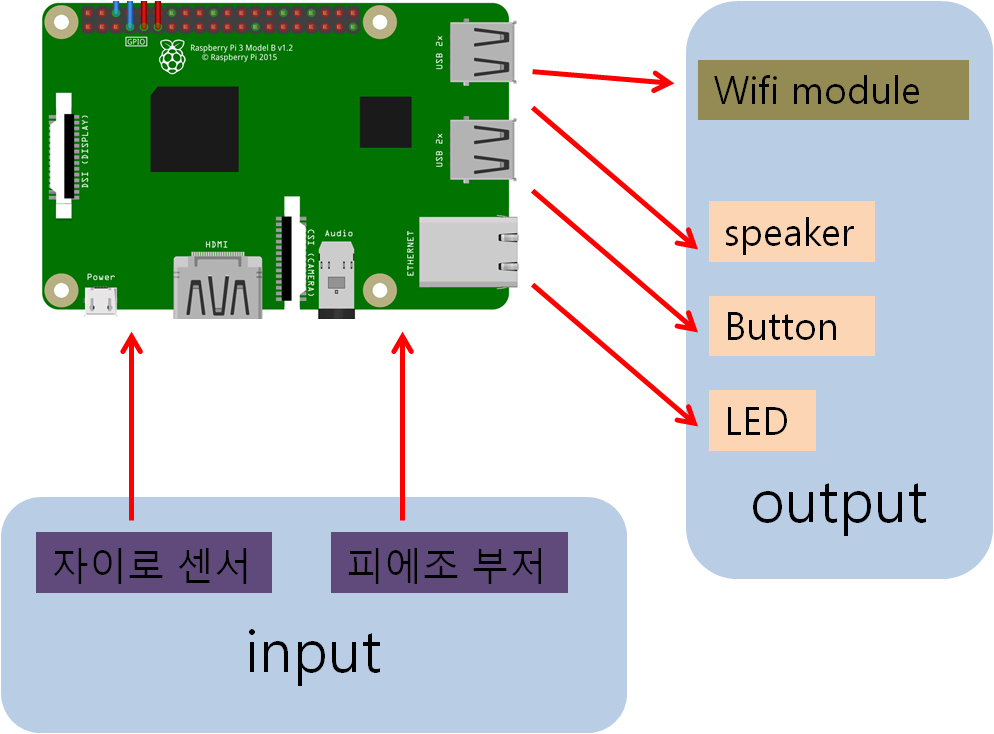 GPIO
Raspberry Pi 3 Model B v1.2
© Raspberry Pi 2015
USB 2x
USB 2x
DSI (DISPLAY)
ETHERNET
CSI (CAMERA)
Audio
HDMI
Power
Wifi module
speaker
Button
LED
output
자이로 센서
피에조 부저
input